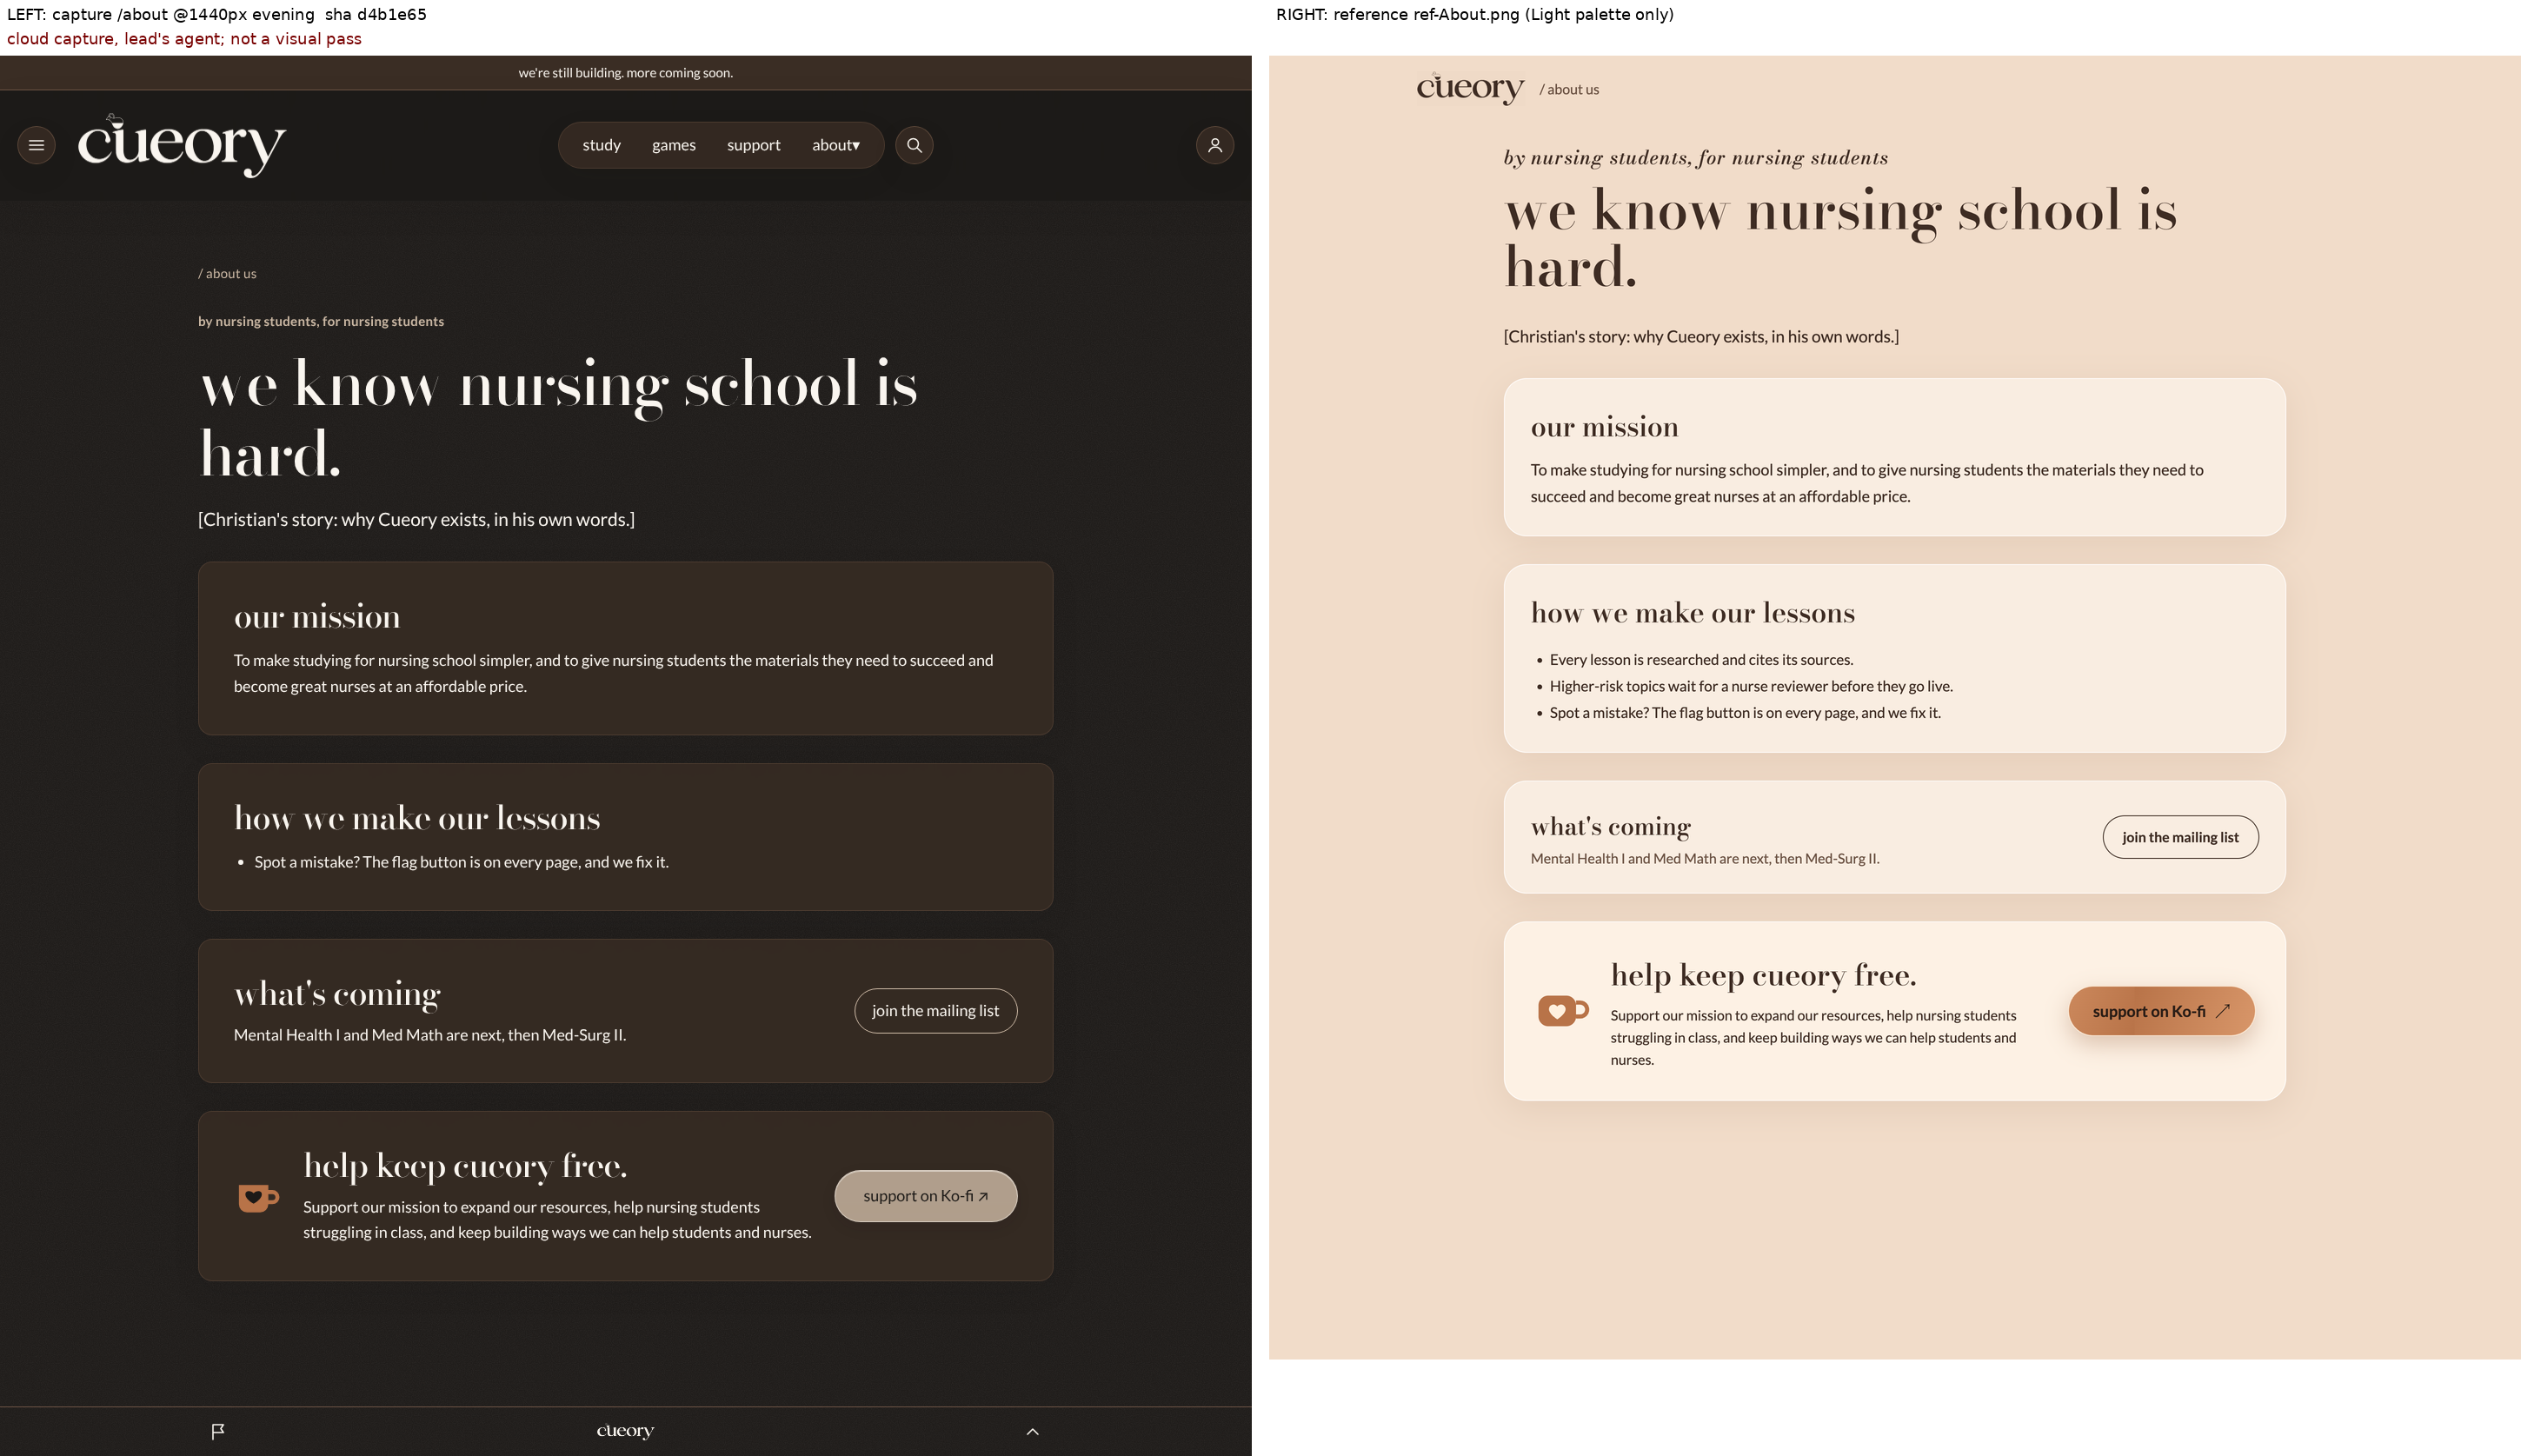 LEFT: capture /about @1440px evening  sha d4b1e65
cloud capture, lead's agent; not a visual pass
we're still building. more coming soon.
cueory
study
games
support
about▾
/ about us
by nursing students, for nursing students
we know nursing school is
hard.
[Christian's story: why Cueory exists, in his own words.]
our mission
To make studying for nursing school simpler, and to give nursing students the materials they need to succeed and
become great nurses at an affordable price.
how we make our lessons
• Spot a mistake? The flag button is on every page, and we fix it.
what's coming
Mental Health I and Med Math are next, then Med-Surg II.
join the mailing list
help keep cueory free.
Support our mission to expand our resources, help nursing students
struggling in class, and keep building ways we can help students and nurses.
support on Ko-fi ↗
cueory
RIGHT: reference ref-About.png (Light palette only)
cueory
/ about us
by nursing students, for nursing students
we know nursing school is
hard.
[Christian's story: why Cueory exists, in his own words.]
our mission
To make studying for nursing school simpler, and to give nursing students the materials they need to
succeed and become great nurses at an affordable price.
how we make our lessons
• Every lesson is researched and cites its sources.
• Higher-risk topics wait for a nurse reviewer before they go live.
• Spot a mistake? The flag button is on every page, and we fix it.
what's coming
Mental Health I and Med Math are next, then Med-Surg II.
join the mailing list
help keep cueory free.
Support our mission to expand our resources, help nursing students
struggling in class, and keep building ways we can help students and
nurses.
support on Ko-fi ↗